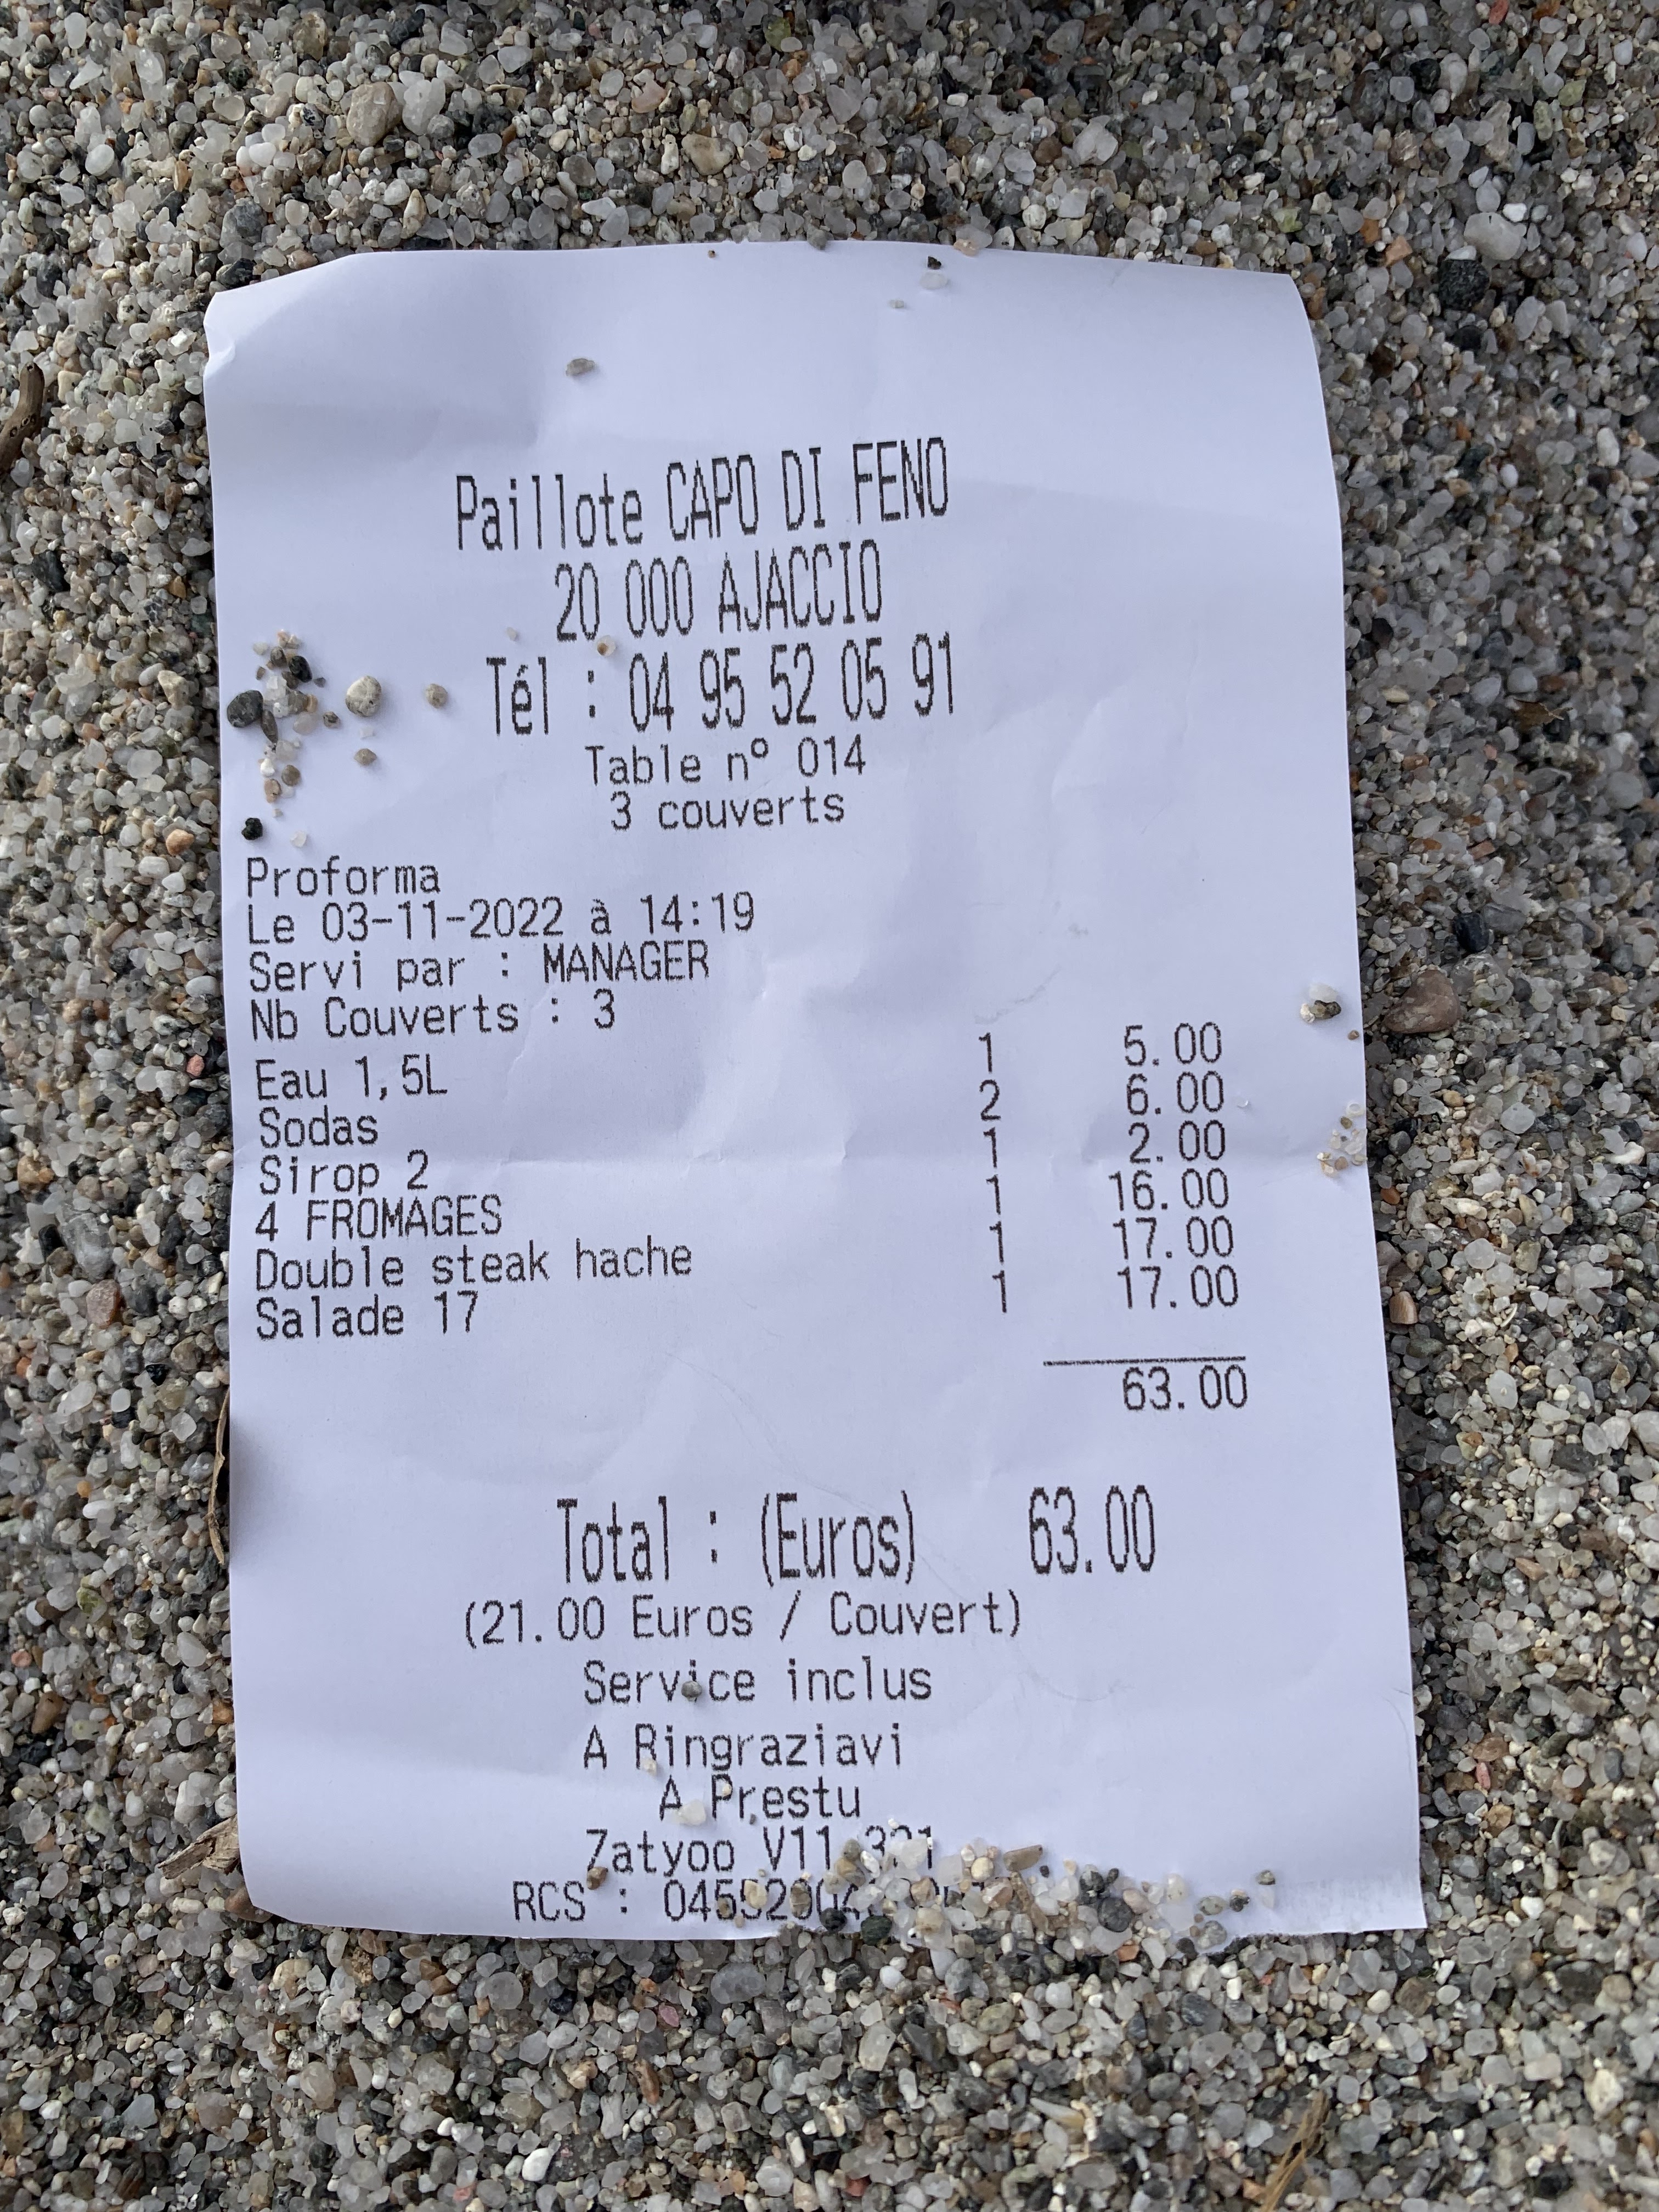 Paillote CAPO DI FENO
20 000 AJACCIO
Tél : 04 95 52 05 91
Table nº 014
3 couverts
Proforma
Le 03-11-2022 à 14:19
Servi par : MANAGER
Nb Couverts : 3
Eau 1,5L 1 5.00
Sodas 2 6.00
Sirop 2 1 2.00
4 FROMAGES 1 16.00
Double steak hache 1 17.00
Salade 17 1 17.00
63.00
Total : (Euros) 63.00
(21.00 Euros / Couvert)
Service inclus
A Ringraziavi
A Prestu
Zatyoo
RCS :